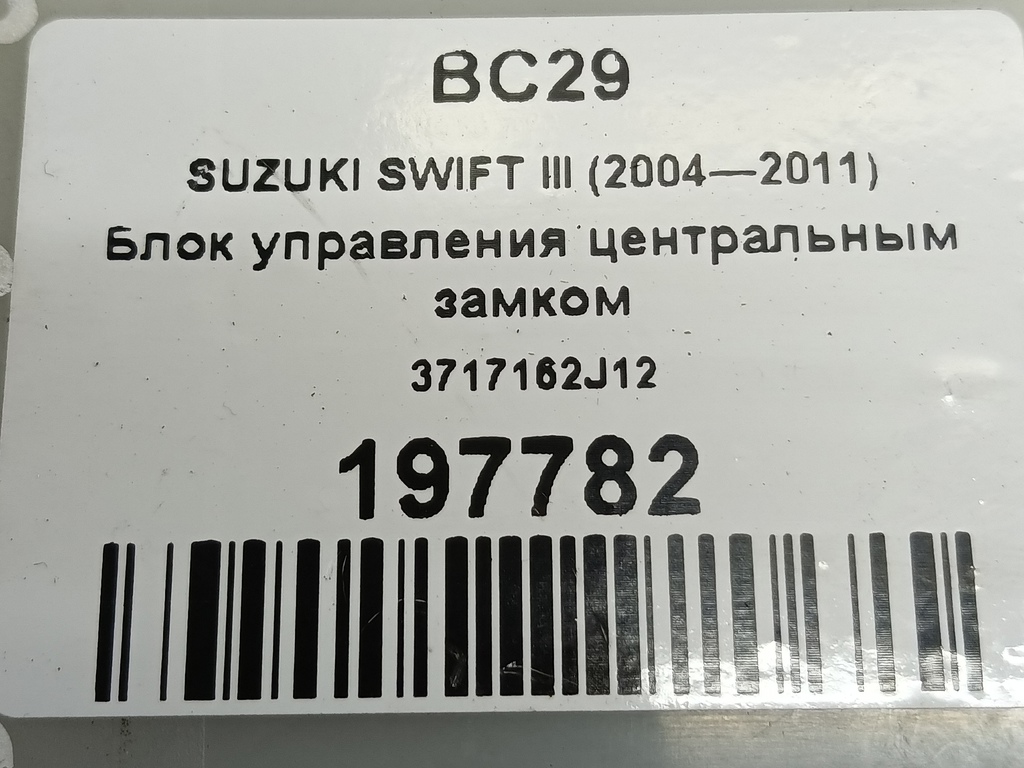 BC29
SUZUKI SWIFT III (2004—2011)
Блок управления центральным
замком
3717162J12
197782